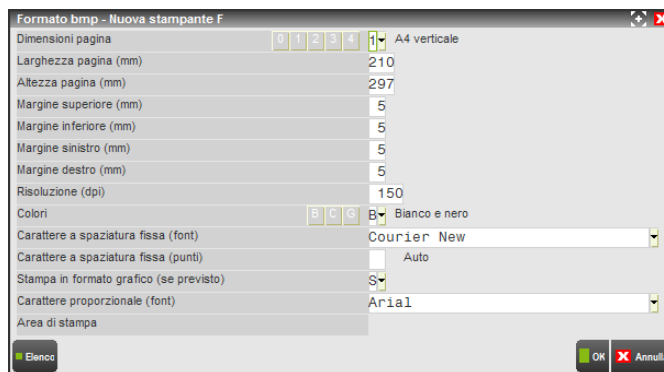 Formato bmp - Nuova stampante F
Dimensioni pagina 0 1 2 3 4 1 A4 verticale
Larghezza pagina (mm) 210
Altezza pagina (mm) 297
Margine superiore (mm) 5
Margine inferiore (mm) 5
Margine sinistro (mm) 5
Margine destro (mm) 5
Risoluzione (dpi) 150
Colori B C G B Bianco e nero
Carattere a spaziatura fissa (font) Courier New
Carattere a spaziatura fissa (punti) Auto
Stampa in formato grafico (se previsto) S
Carattere proporzionale (font) Arial
Area di stampa
Elenco OK Annulla